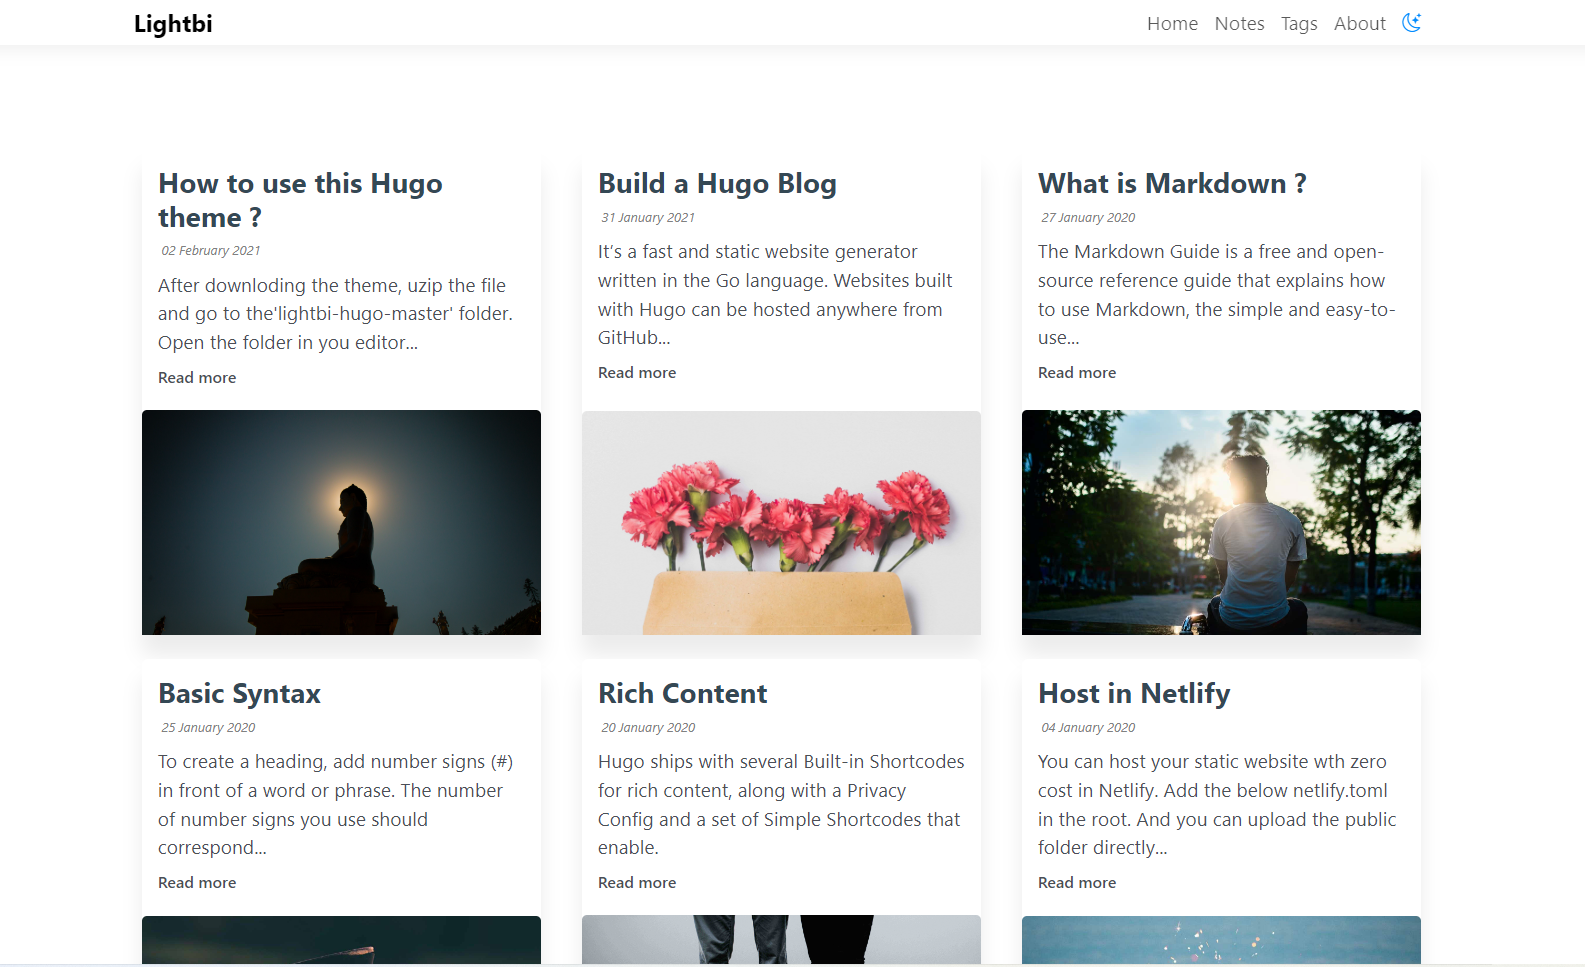 Lightbi
Home Notes Tags About
How to use this Hugo
theme ?
02 February 2021
After downloding the theme, uzip the file
and go to the'lightbi-hugo-master' folder.
Open the folder in you editor...
Read more
Build a Hugo Blog
31 January 2021
It’s a fast and static website generator
written in the Go language. Websites built
with Hugo can be hosted anywhere from
GitHub...
Read more
What is Markdown ?
27 January 2020
The Markdown Guide is a free and open-
source reference guide that explains how
to use Markdown, the simple and easy-to-
use...
Read more
Basic Syntax
25 January 2020
To create a heading, add number signs (#)
in front of a word or phrase. The number
of number signs you use should
correspond...
Read more
Rich Content
20 January 2020
Hugo ships with several Built-in Shortcodes
for rich content, along with a Privacy
Config and a set of Simple Shortcodes that
enable.
Read more
Host in Netlify
04 January 2020
You can host your static website wth zero
cost in Netlify. Add the below netlify.toml
in the root. And you can upload the public
folder directly...
Read more